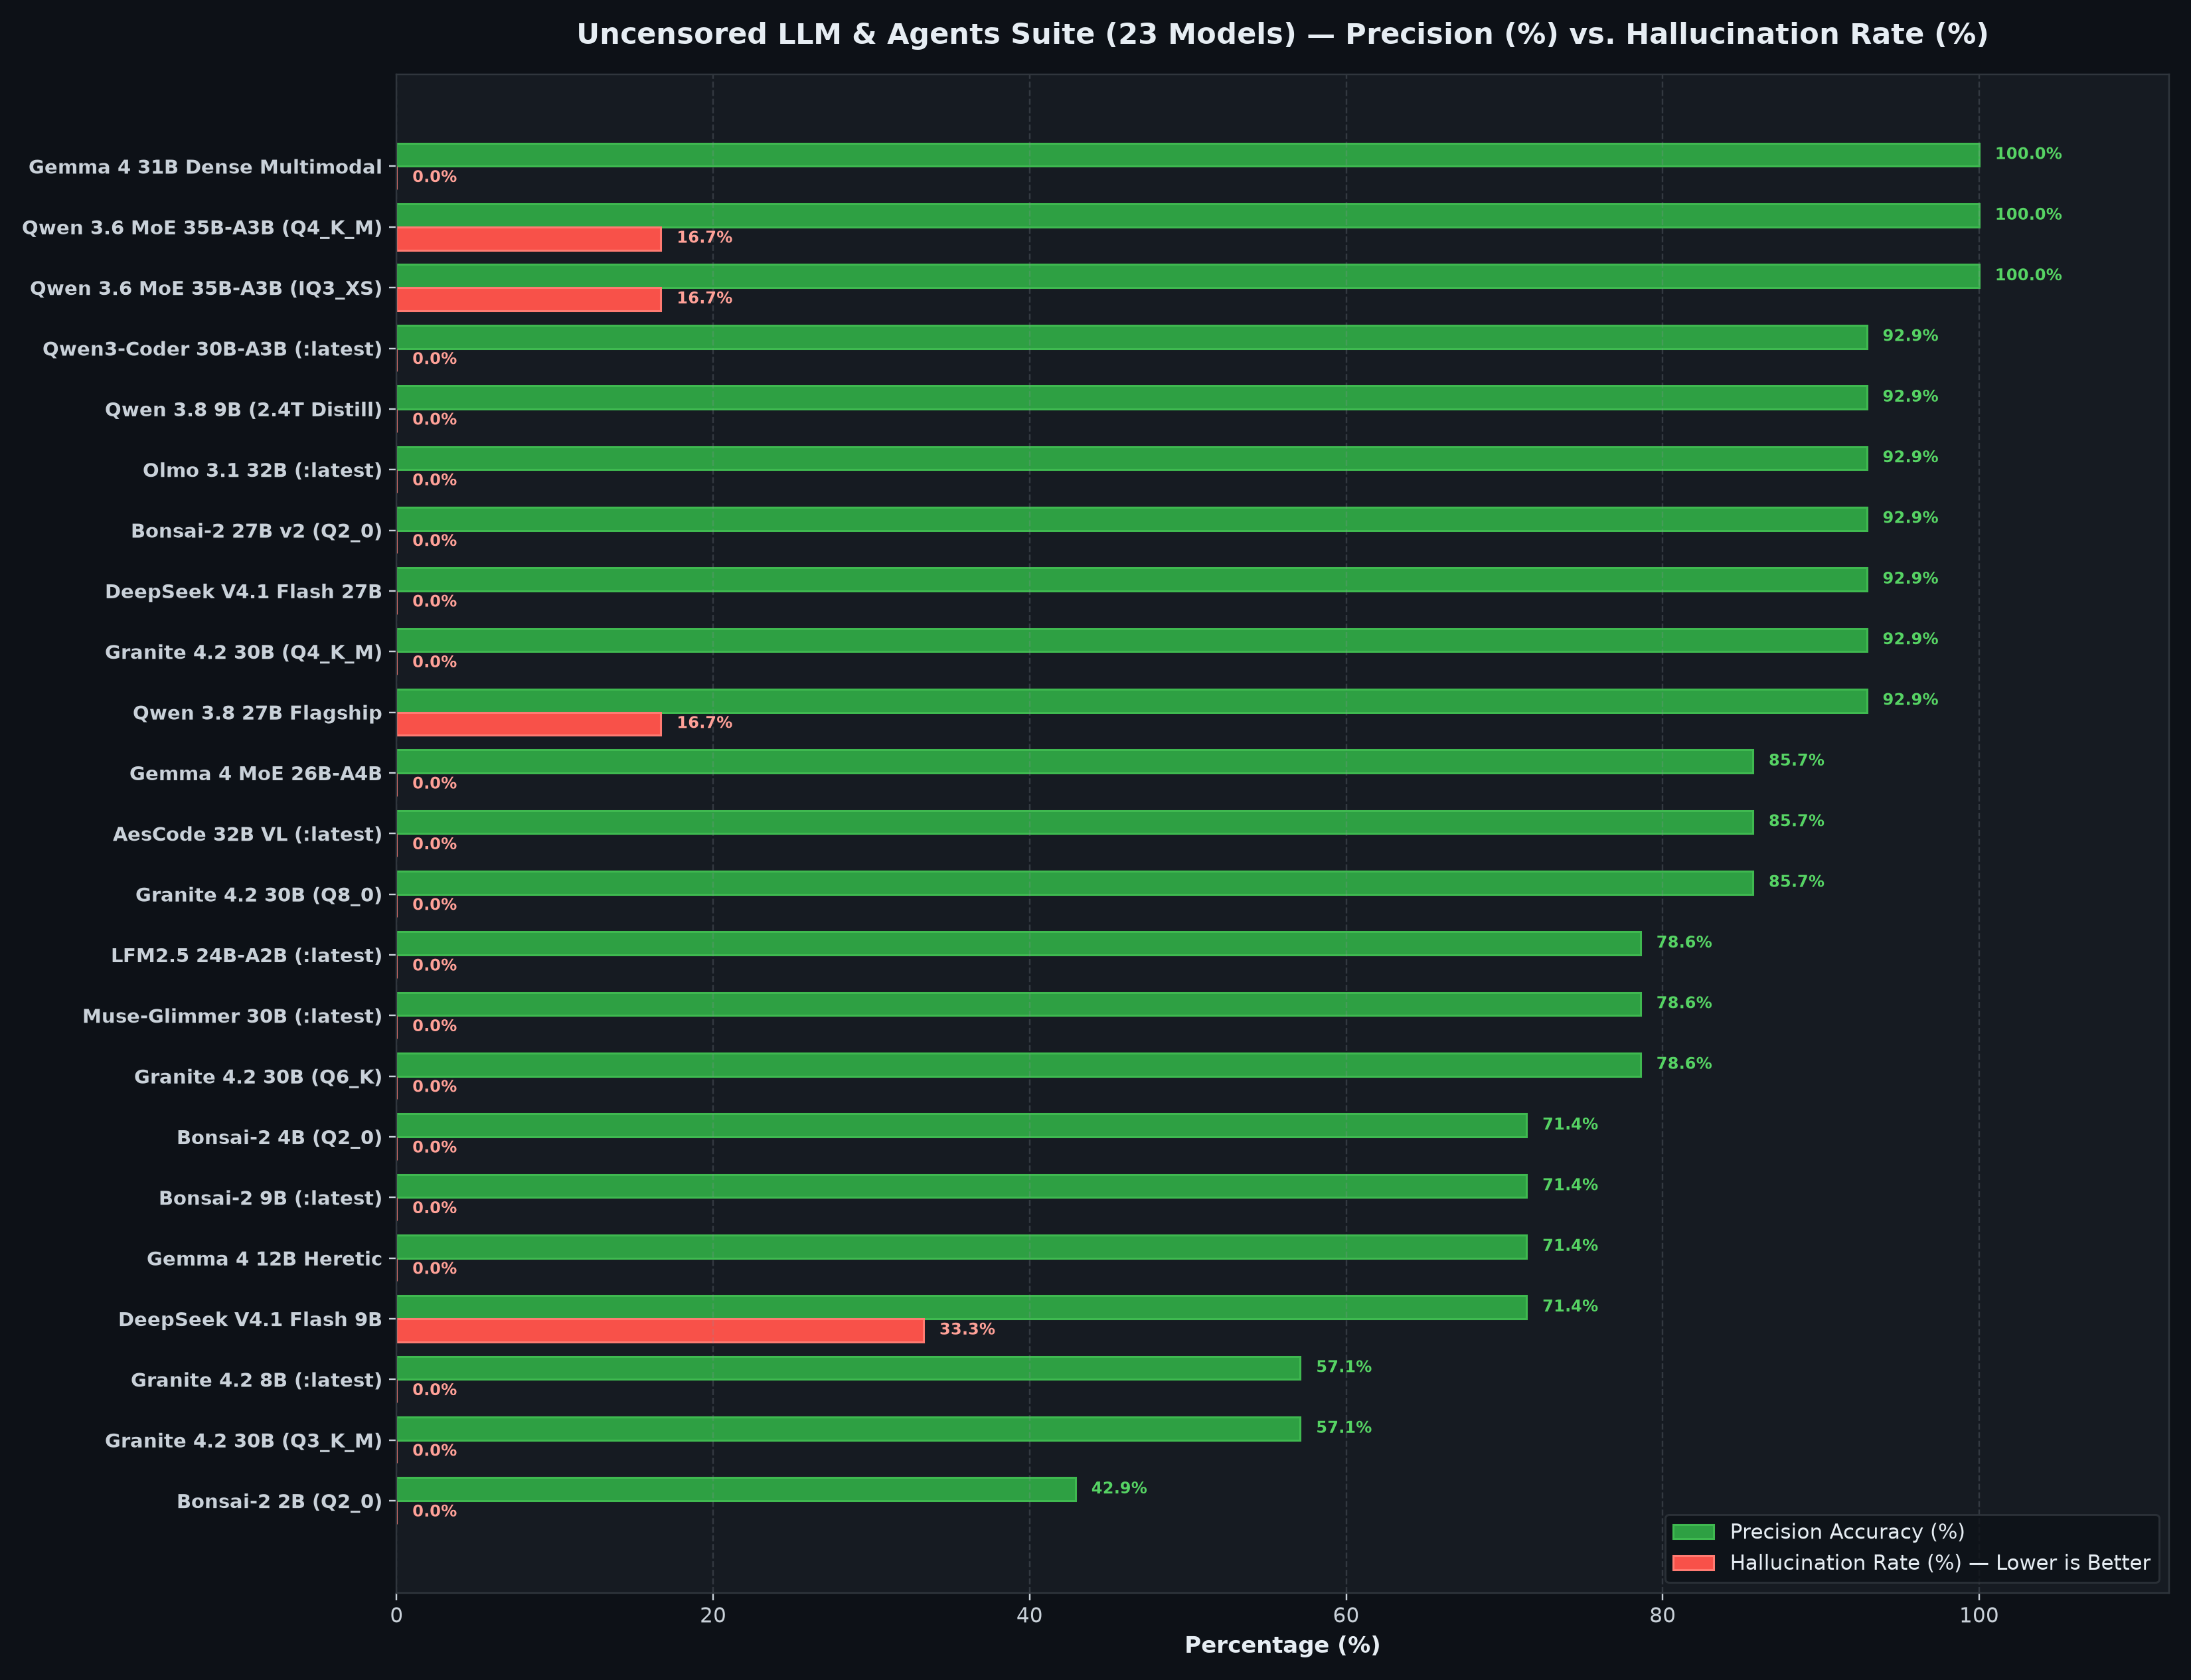 Uncensored LLM & Agents Suite (23 Models) — Precision (%) vs. Hallucination Rate (%)
Gemma 4 31B Dense Multimodal
100.0%
0.0%
Qwen 3.6 MoE 35B-A3B (Q4_K_M)
100.0%
16.7%
Qwen 3.6 MoE 35B-A3B (IQ3_XS)
100.0%
16.7%
Qwen3-Coder 30B-A3B (:latest)
92.9%
0.0%
Qwen 3.8 9B (2.4T Distill)
92.9%
0.0%
Olmo 3.1 32B (:latest)
92.9%
0.0%
Bonsai-2 27B v2 (Q2_0)
92.9%
0.0%
DeepSeek V4.1 Flash 27B
92.9%
0.0%
Granite 4.2 30B (Q4_K_M)
92.9%
0.0%
Qwen 3.8 27B Flagship
92.9%
16.7%
Gemma 4 MoE 26B-A4B
85.7%
0.0%
AesCode 32B VL (:latest)
85.7%
0.0%
Granite 4.2 30B (Q8_0)
85.7%
0.0%
LFM2.5 24B-A2B (:latest)
78.6%
0.0%
Muse-Glimmer 30B (:latest)
78.6%
0.0%
Granite 4.2 30B (Q6_K)
78.6%
0.0%
Bonsai-2 4B (Q2_0)
71.4%
0.0%
Bonsai-2 9B (:latest)
71.4%
0.0%
Gemma 4 12B Heretic
71.4%
0.0%
DeepSeek V4.1 Flash 9B
71.4%
33.3%
Granite 4.2 8B (:latest)
57.1%
0.0%
Granite 4.2 30B (Q3_K_M)
57.1%
0.0%
Bonsai-2 2B (Q2_0)
42.9%
0.0%
Precision Accuracy (%)
Hallucination Rate (%) — Lower is Better
0 20 40 60 80 100
Percentage (%)